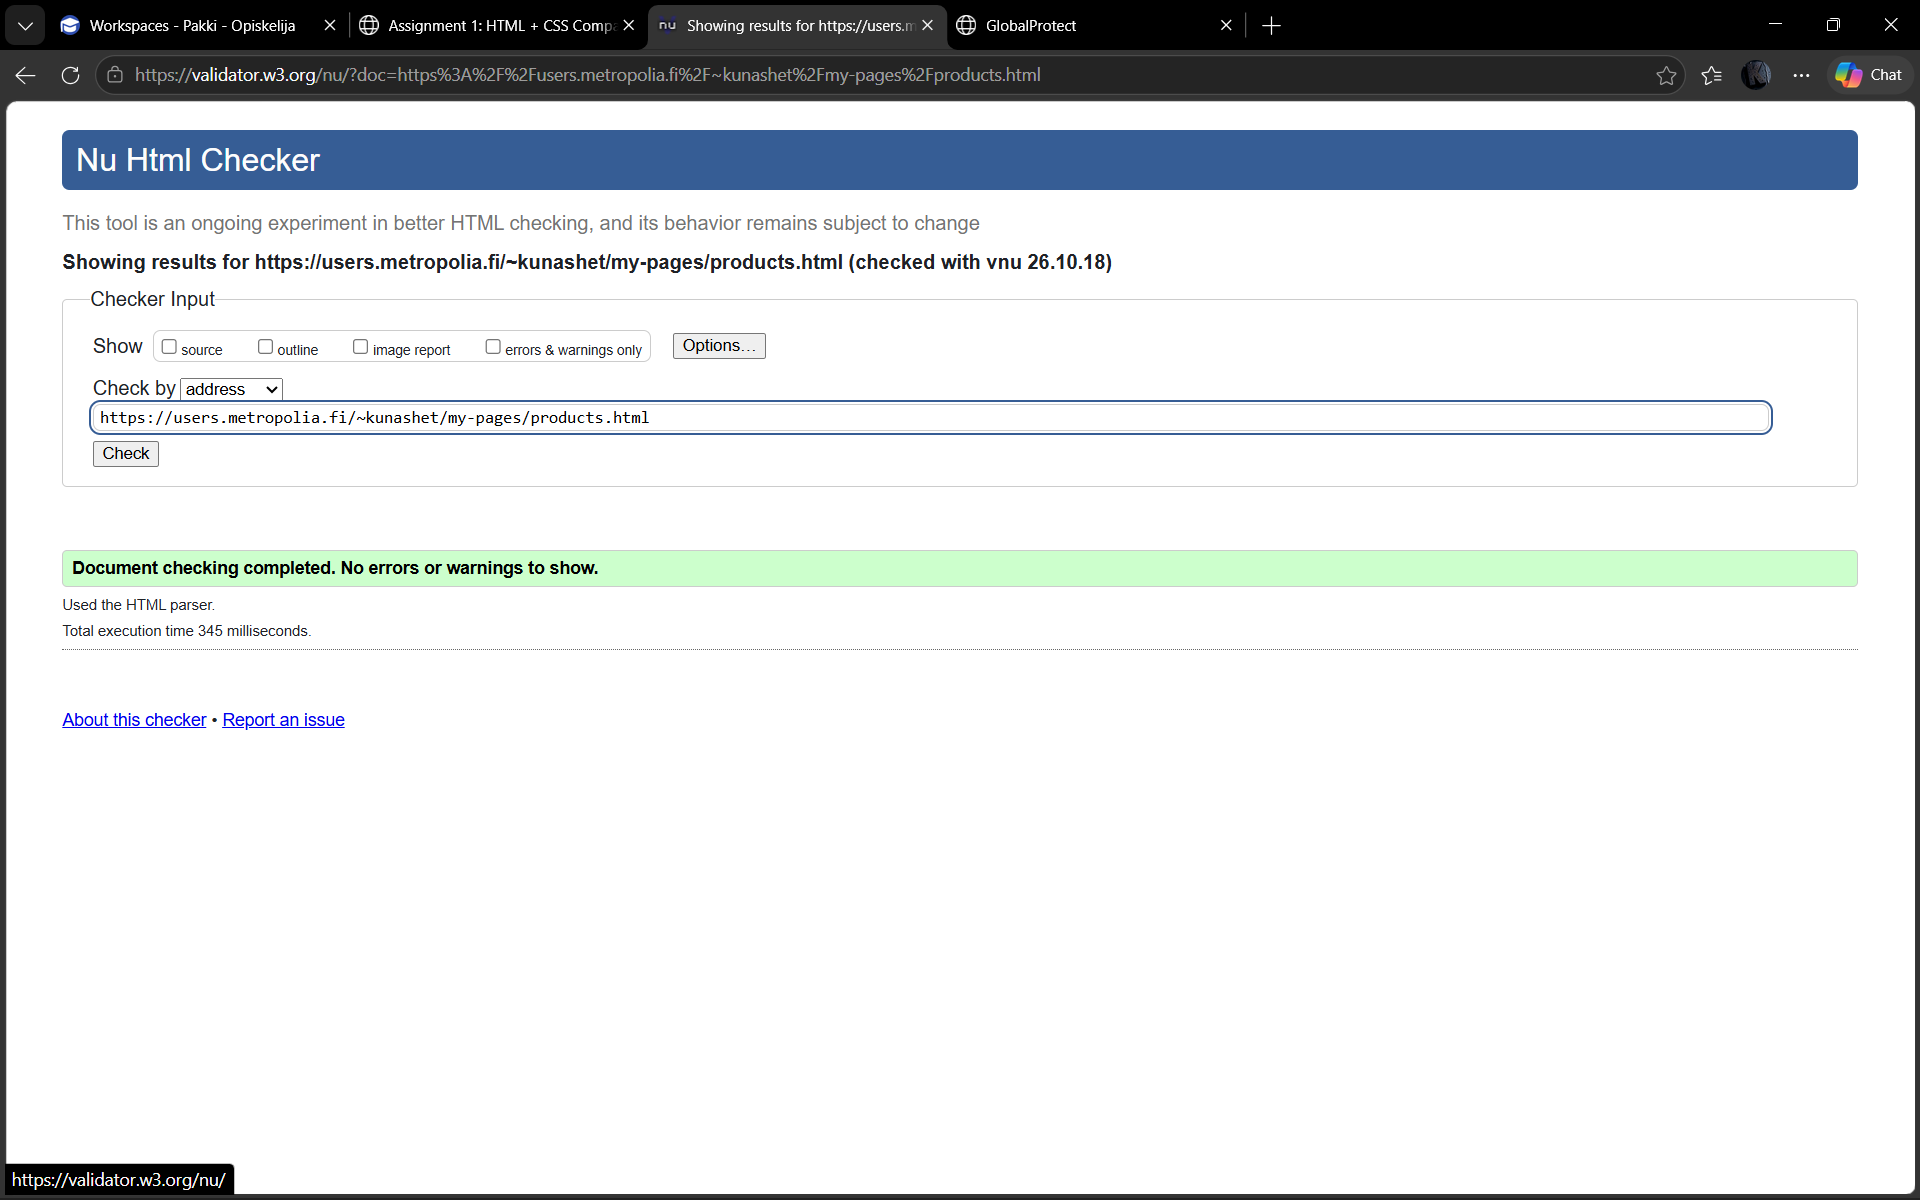 Workspaces - Pakki - Opiskelija
Assignment 1: HTML + CSS Comp
nu Showing results for https://users.m
GlobalProtect
https://validator.w3.org/nu/?doc=https%3A%2F%2Fusers.metropolia.fi%2F~kunashet%2Fmy-pages%2Fproducts.html
Chat
Nu Html Checker
This tool is an ongoing experiment in better HTML checking, and its behavior remains subject to change
Showing results for https://users.metropolia.fi/~kunashet/my-pages/products.html (checked with vnu 26.10.18)
Checker Input
Show source outline image report errors & warnings only Options...
Check by address
https://users.metropolia.fi/~kunashet/my-pages/products.html
Check
Document checking completed. No errors or warnings to show.
Used the HTML parser.
Total execution time 345 milliseconds.
About this checker • Report an issue
https://validator.w3.org/nu/